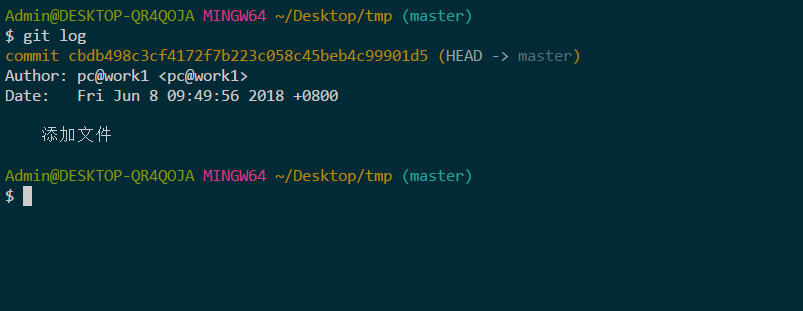 Admin@DESKTOP-QR4QOJA MINGW64 ~/Desktop/tmp (master)
$ git log
commit cbdb498c3cf4172f7b223c058c45beb4c99901d5 (HEAD -> master)
Author: pc@work1 <pc@work1>
Date:   Fri Jun 8 09:49:56 2018 +0800
添加文件
Admin@DESKTOP-QR4QOJA MINGW64 ~/Desktop/tmp (master)
$